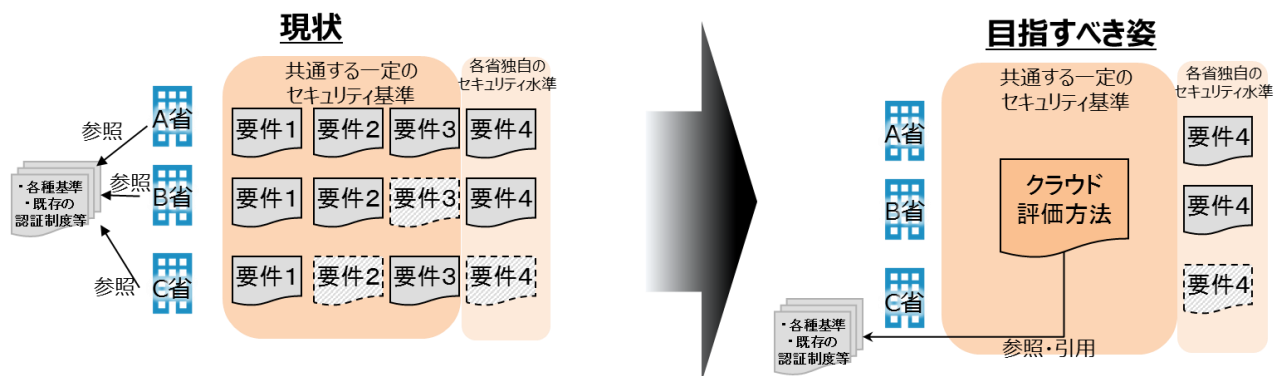 現状
共通する一定の
セキュリティ基準
各省独自の
セキュリティ水準
A省
参照
要件1
要件2
要件3
要件4
・各種基準
・既存の
認証制度等
参照
B省
要件1
要件2
要件3
要件4
参照
C省
要件1
要件2
要件3
要件4
目指すべき姿
共通する一定の
セキュリティ基準
各省独自の
セキュリティ水準
A省
要件4
クラウド
評価方法
B省
要件4
C省
要件4
・各種基準
・既存の
認証制度等
参照・引用